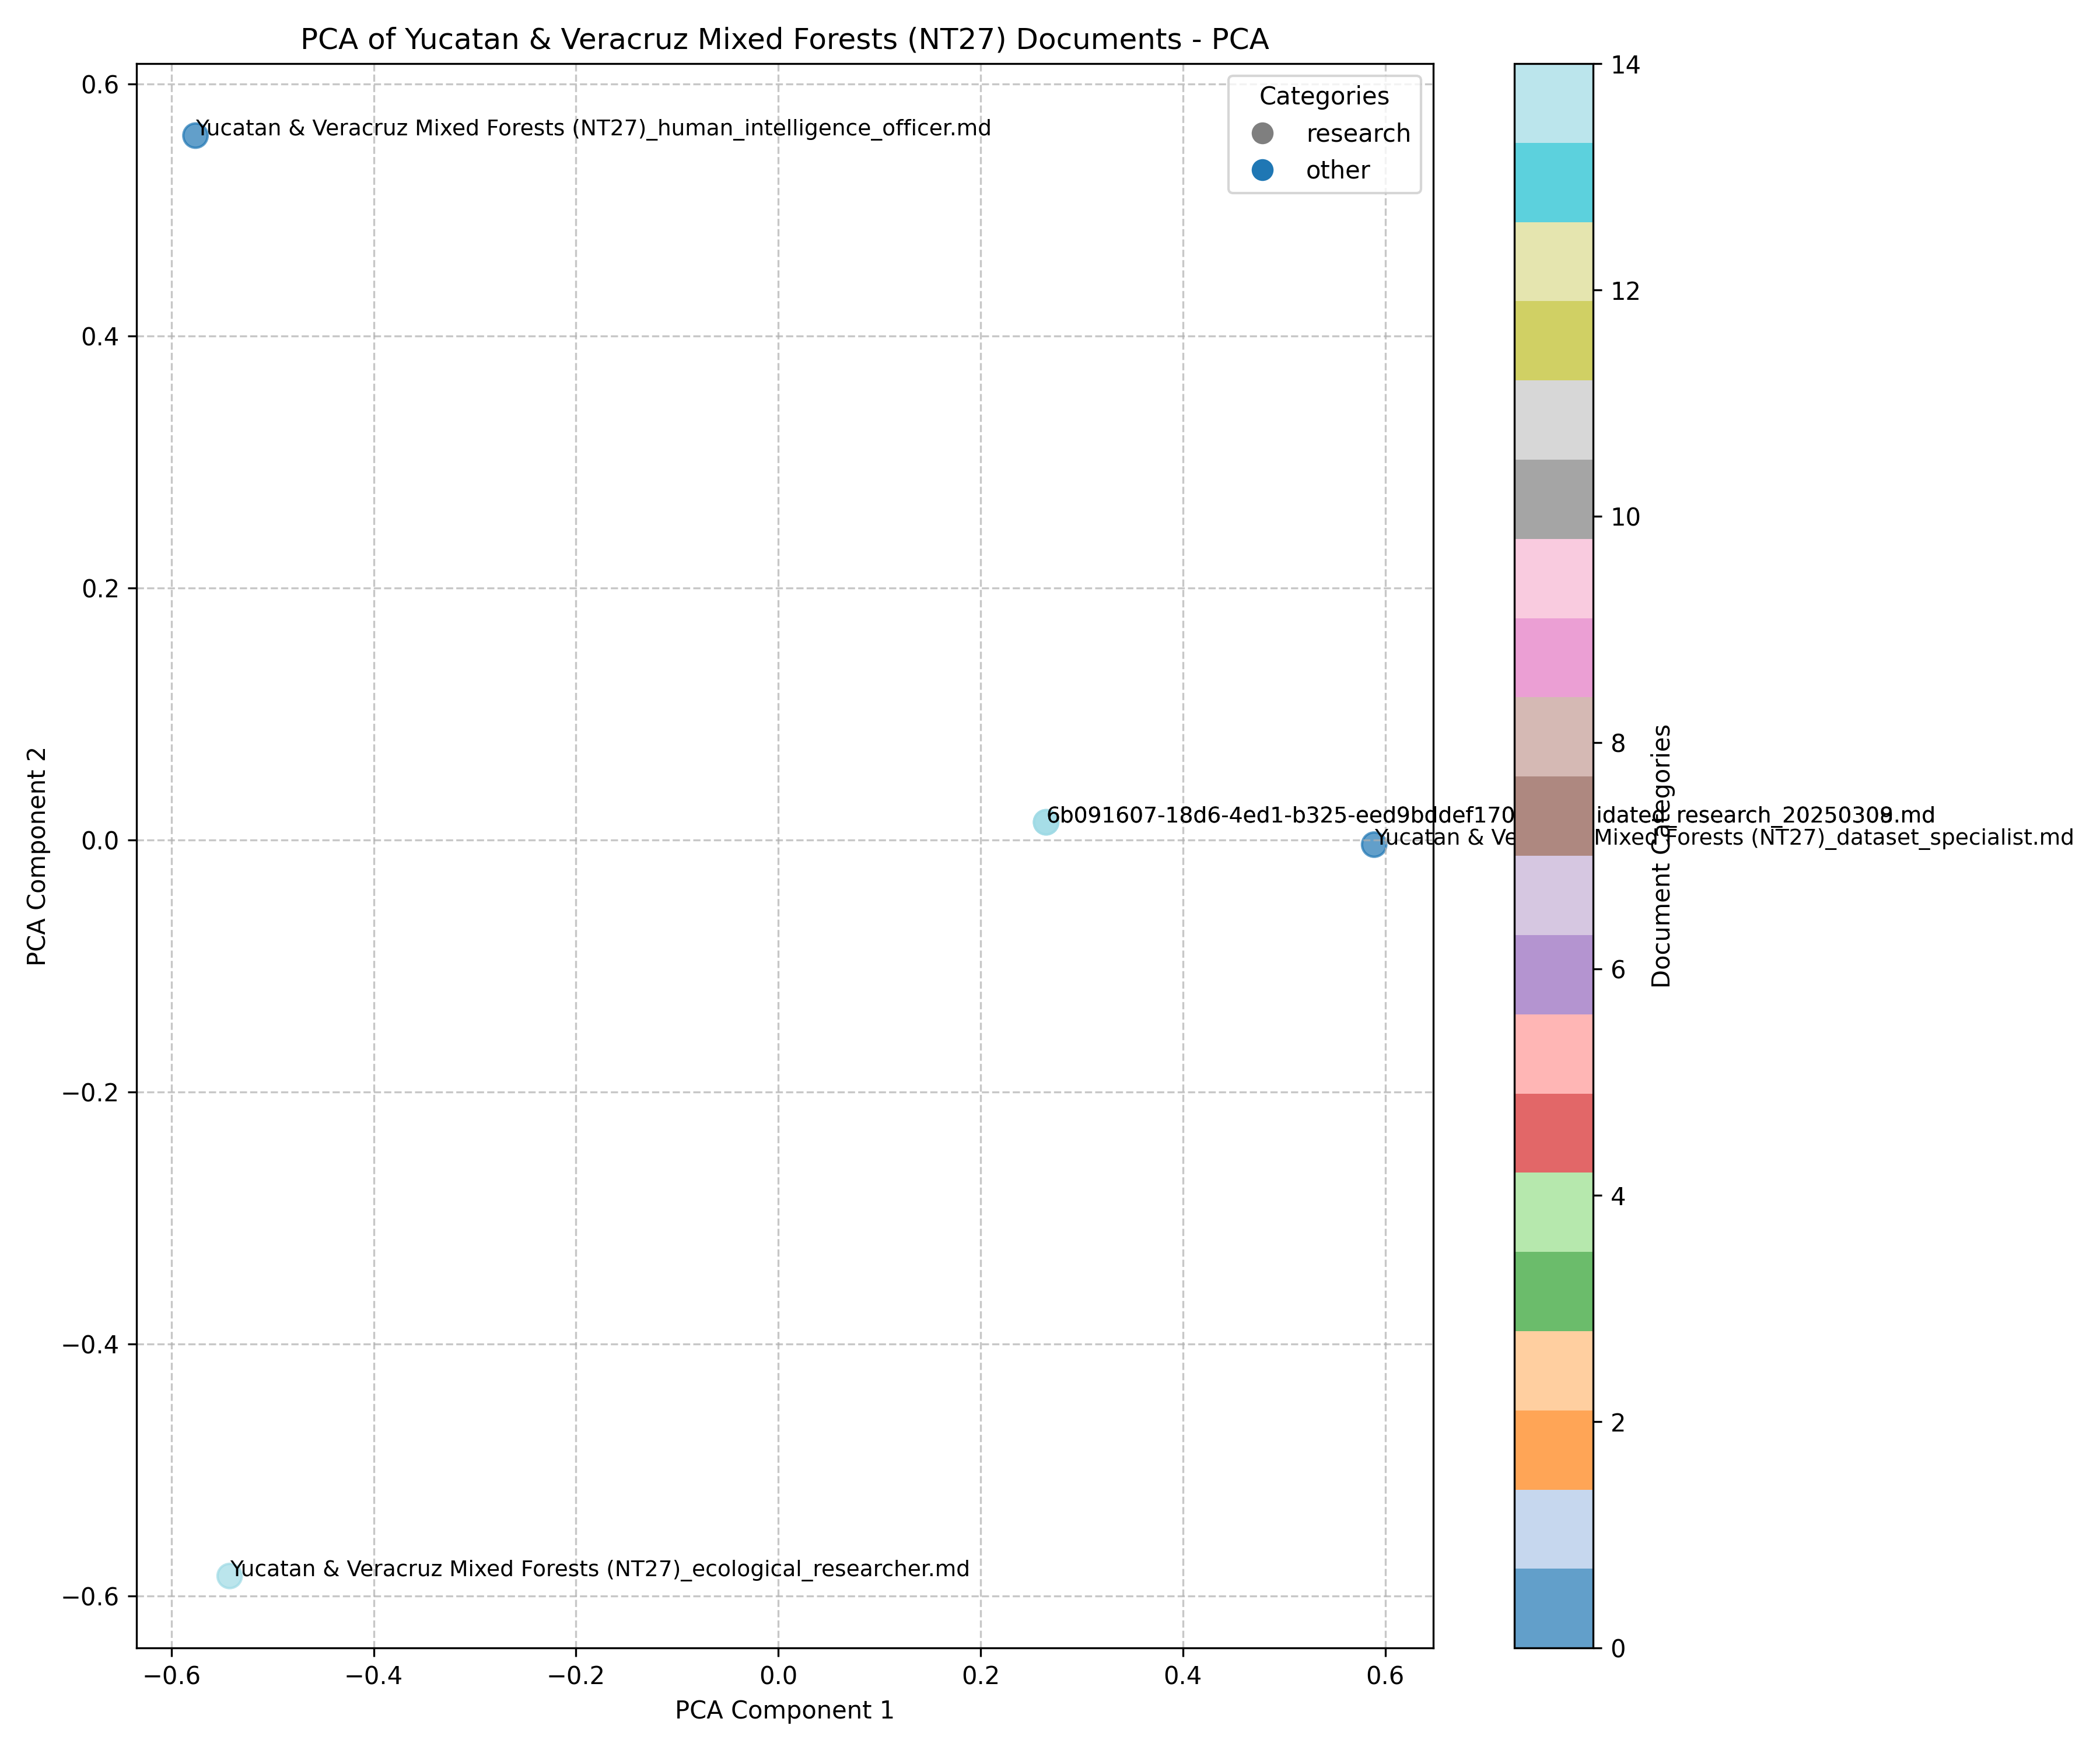 PCA of Yucatan & Veracruz Mixed Forests (NT27) Documents - PCA
Categories
research
other
Yucatan & Veracruz Mixed Forests (NT27)_human_intelligence_officer.md
6b091607-18d6-4ed1-b325-eed9bddef170 idated_research_20250309.md
Yucatan & Ve Mixed Forests (NT27)_dataset_specialist.md
Yucatan & Veracruz Mixed Forests (NT27)_ecological_researcher.md
0.6
0.4
0.2
0.0
−0.2
−0.4
−0.6
PCA Component 2
−0.6
−0.4
−0.2
0.0
0.2
0.4
0.6
PCA Component 1
14
12
10
8
6
4
2
0
Document Categories